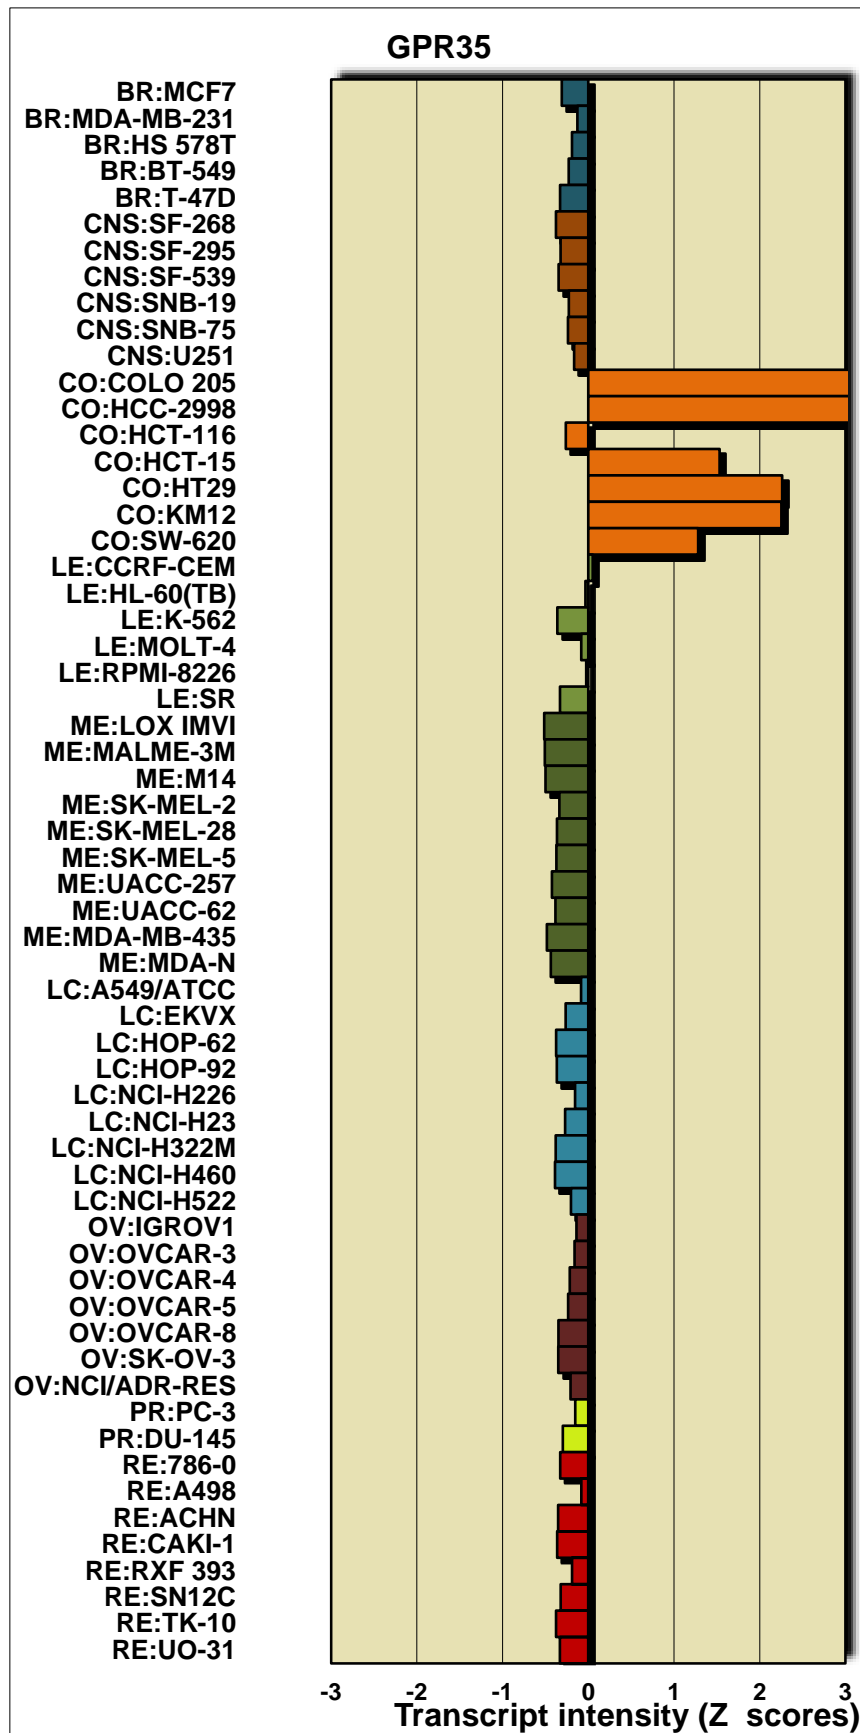 GPR35
BR:MCF7
BR:MDA-MB-231
BR:HS 578T
BR:BT-549
BR:T-47D
CNS:SF-268
CNS:SF-295
CNS:SF-539
CNS:SNB-19
CNS:SNB-75
CNS:U251
CO:COLO 205
CO:HCC-2998
CO:HCT-116
CO:HCT-15
CO:HT29
CO:KM12
CO:SW-620
LE:CCRF-CEM
LE:HL-60(TB)
LE:K-562
LE:MOLT-4
LE:RPMI-8226
LE:SR
ME:LOX IMVI
ME:MALME-3M
ME:M14
ME:SK-MEL-2
ME:SK-MEL-28
ME:SK-MEL-5
ME:UACC-257
ME:UACC-62
ME:MDA-MB-435
ME:MDA-N
LC:A549/ATCC
LC:EKVX
LC:HOP-62
LC:HOP-92
LC:NCI-H226
LC:NCI-H23
LC:NCI-H322M
LC:NCI-H460
LC:NCI-H522
OV:IGROV1
OV:OVCAR-3
OV:OVCAR-4
OV:OVCAR-5
OV:OVCAR-8
OV:SK-OV-3
OV:NCI/ADR-RES
PR:PC-3
PR:DU-145
RE:786-0
RE:A498
RE:ACHN
RE:CAKI-1
RE:RXF 393
RE:SN12C
RE:TK-10
RE:UO-31
-3 -2 -1 0 1 2 3
Transcript intensity (Z scores)